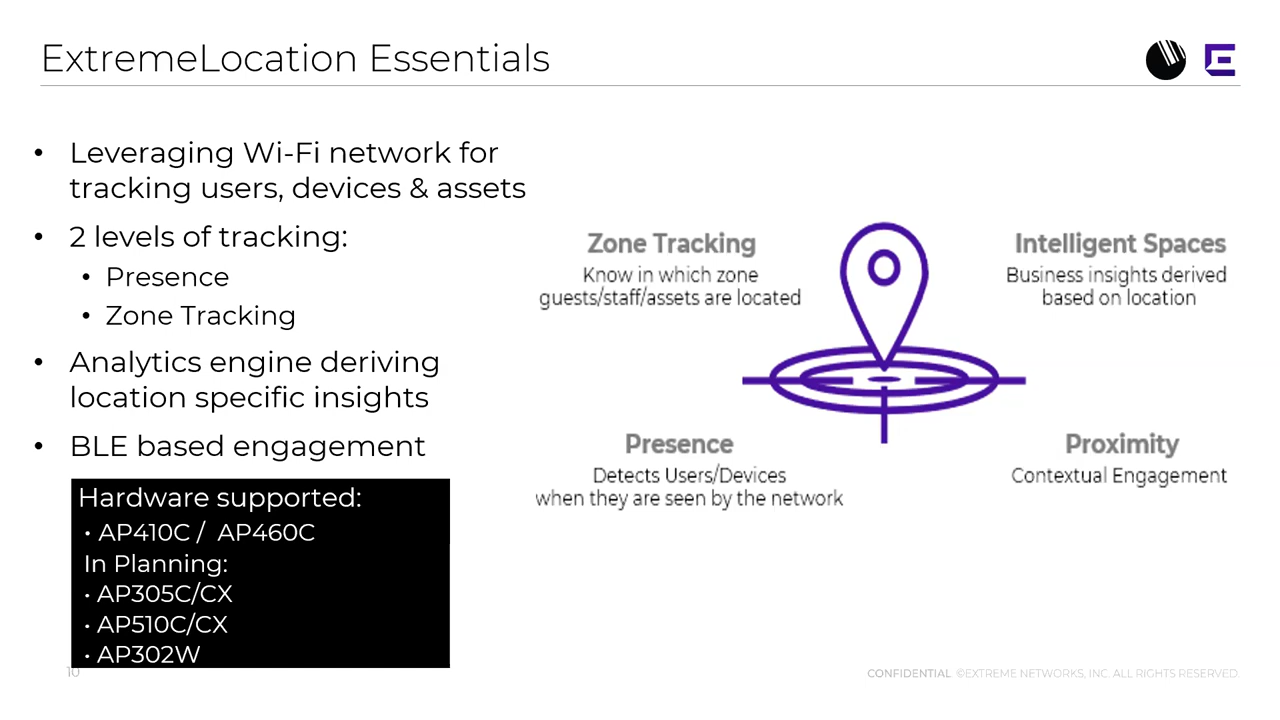 ExtremeLocation Essentials
• Leveraging Wi-Fi network for
tracking users, devices & assets
• 2 levels of tracking:
• Presence
• Zone Tracking
• Analytics engine deriving
location specific insights
• BLE based engagement
Hardware supported:
• AP410C / AP460C
In Planning:
• AP305C/CX
• AP510C/CX
• AP302W
Zone Tracking
Know in which zone
guests/staff/assets are located
Intelligent Spaces
Business insights derived
based on location
Presence
Detects Users/Devices
when they are seen by the network
Proximity
Contextual Engagement
10
CONFIDENTIAL ©EXTREME NETWORKS, INC. ALL RIGHTS RESERVED.